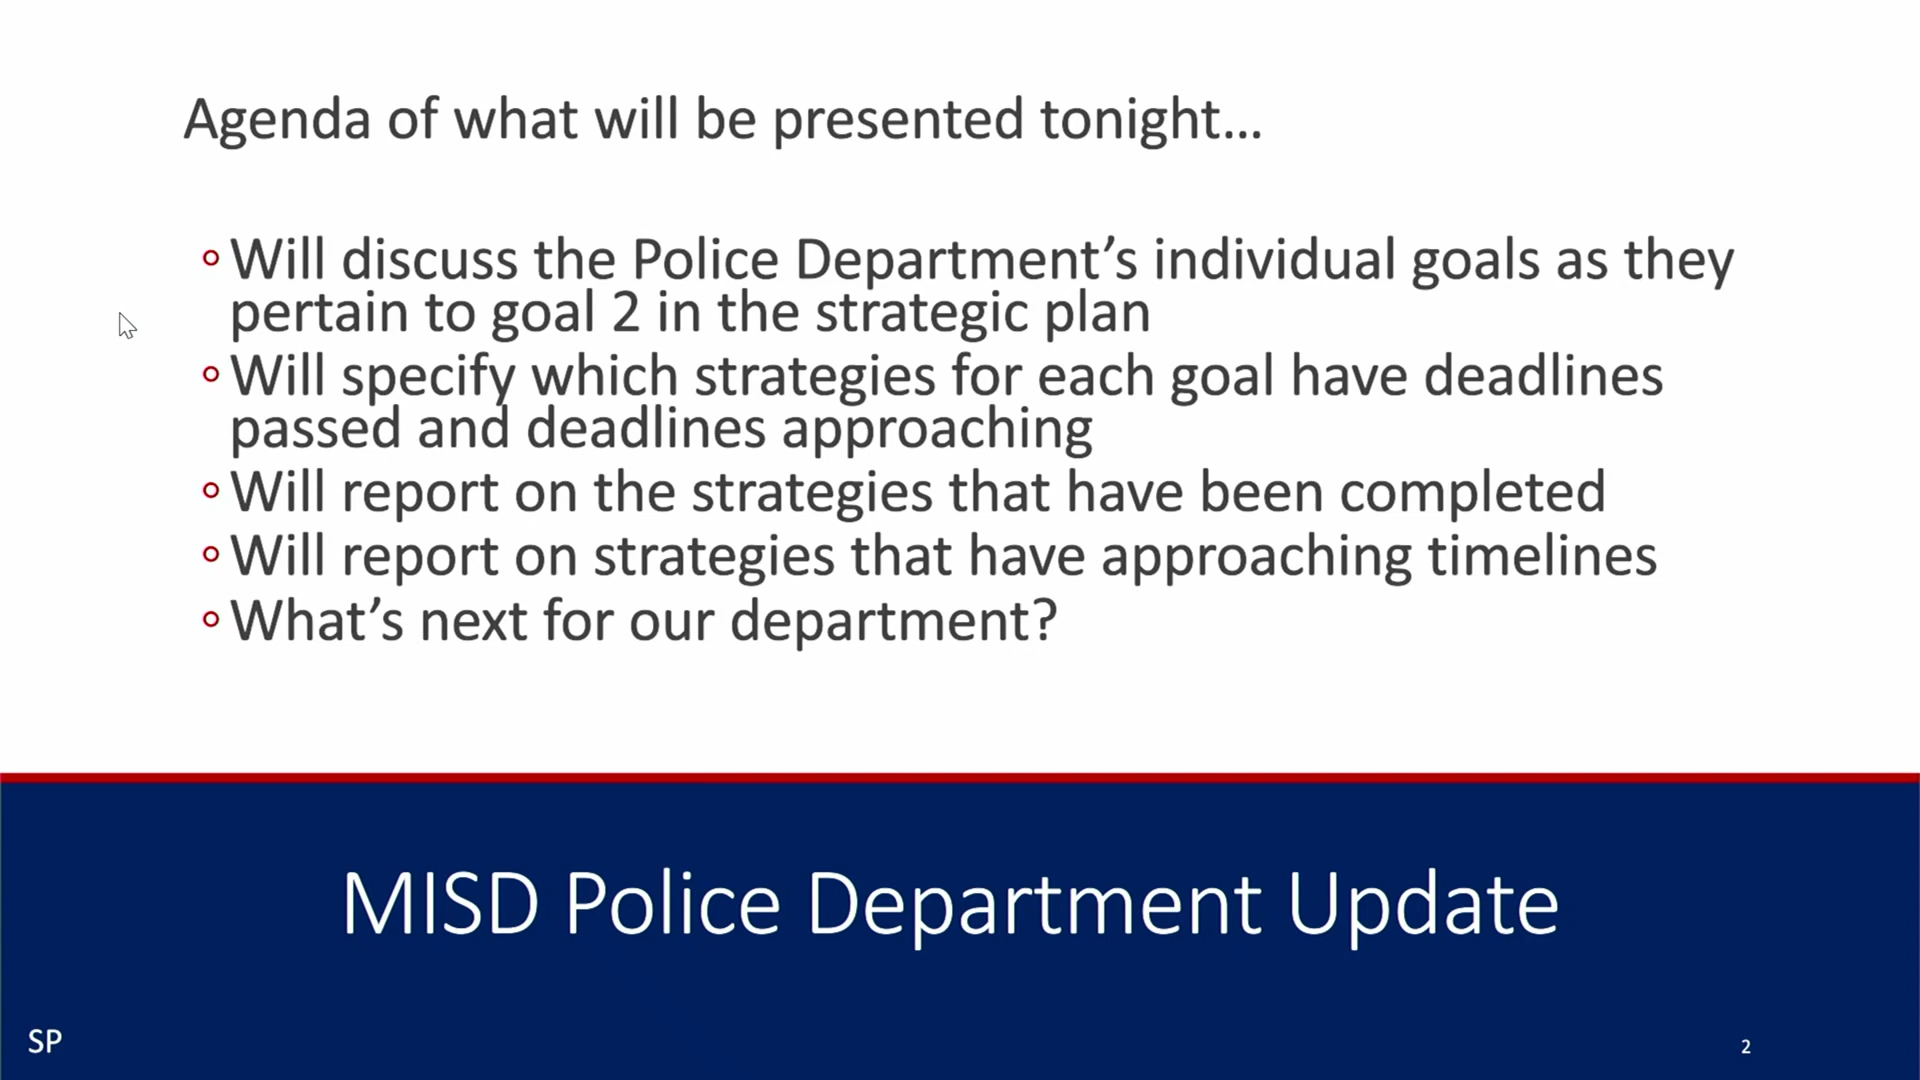 Agenda of what will be presented tonight...
Will discuss the Police Department’s individual goals as they
pertain to goal 2 in the strategic plan
Will specify which strategies for each goal have deadlines
passed and deadlines approaching
Will report on the strategies that have been completed
Will report on strategies that have approaching timelines
What’s next for our department?
MISD Police Department Update
SP
2